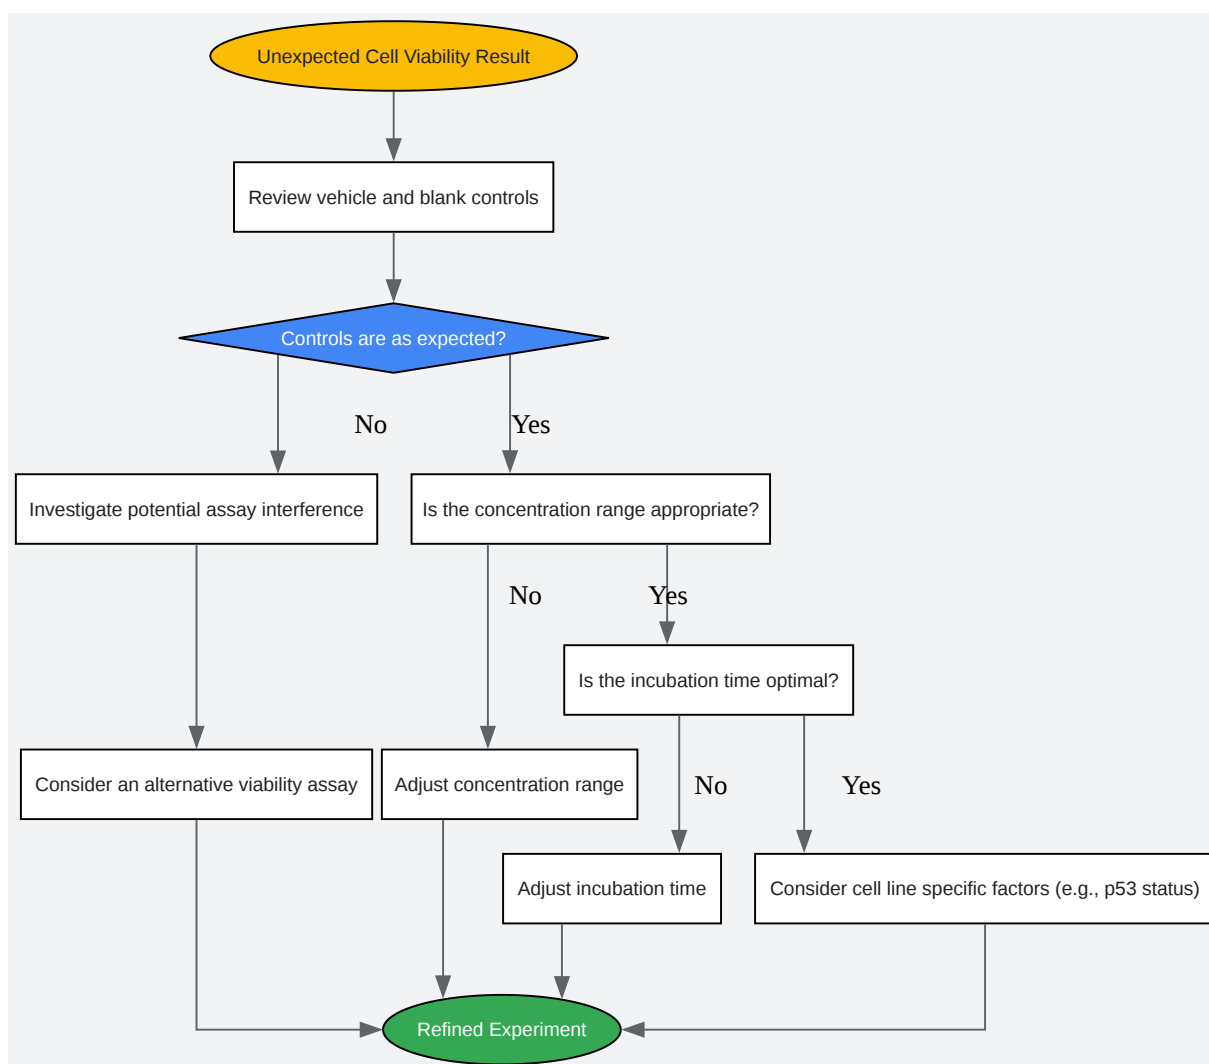 Unexpected Cell Viability Result
Review vehicle and blank controls
Controls are as expected?
No
Yes
Investigate potential assay interference
Is the concentration range appropriate?
No
Yes
Is the incubation time optimal?
Consider an alternative viability assay
Adjust concentration range
No
Yes
Adjust incubation time
Consider cell line specific factors (e.g., p53 status)
Refined Experiment